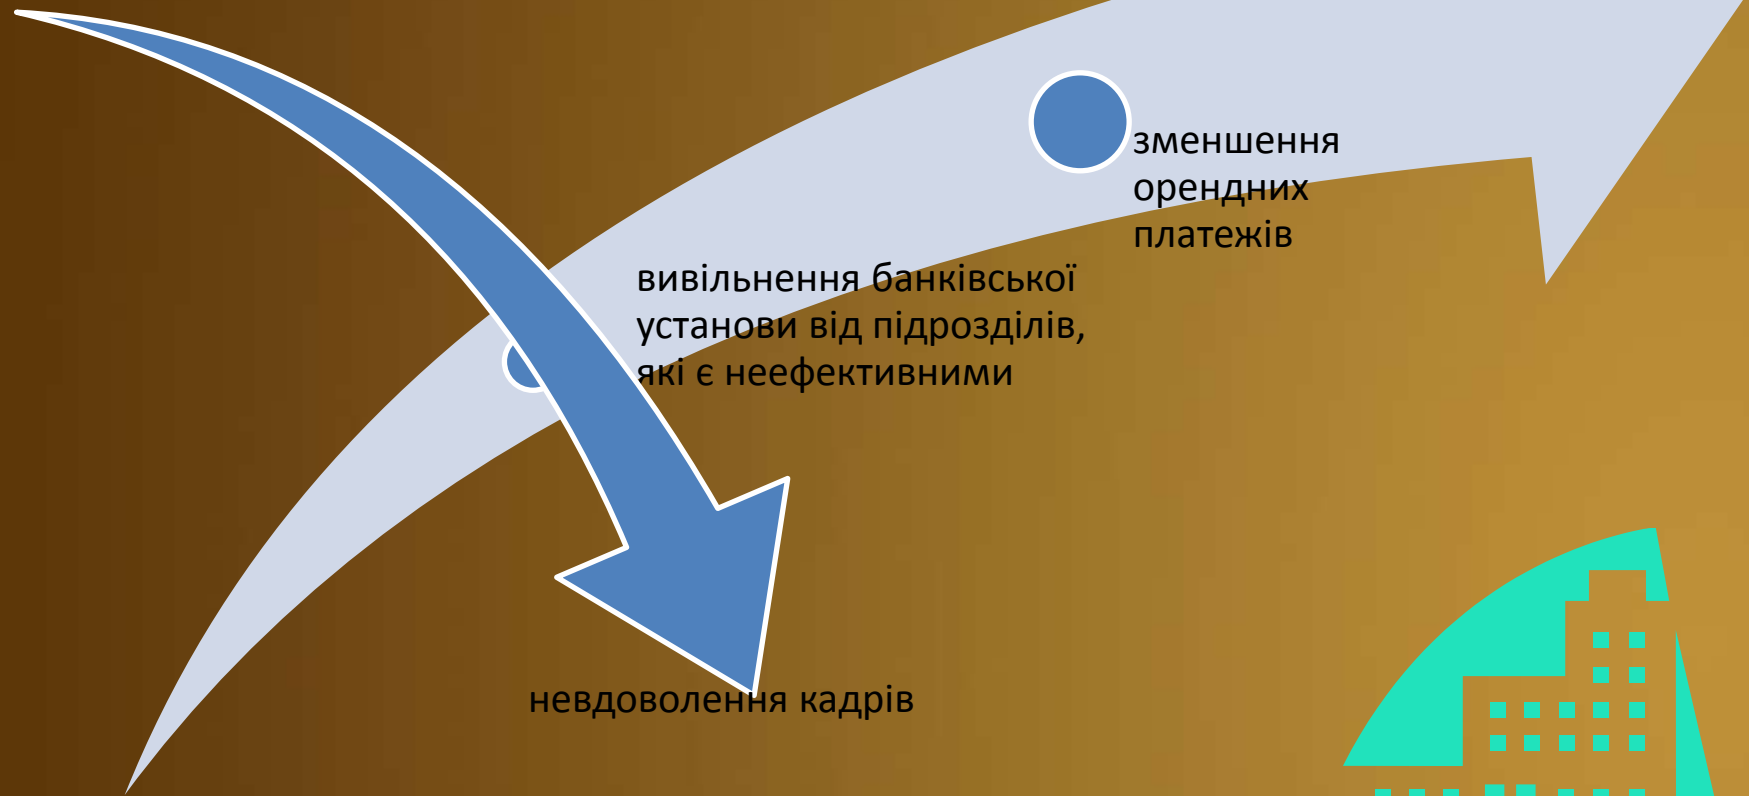 зменшення
орендних
платежів
вивільнення банківської
установи від підрозділів,
які є неефективними
невдоволення кадрів